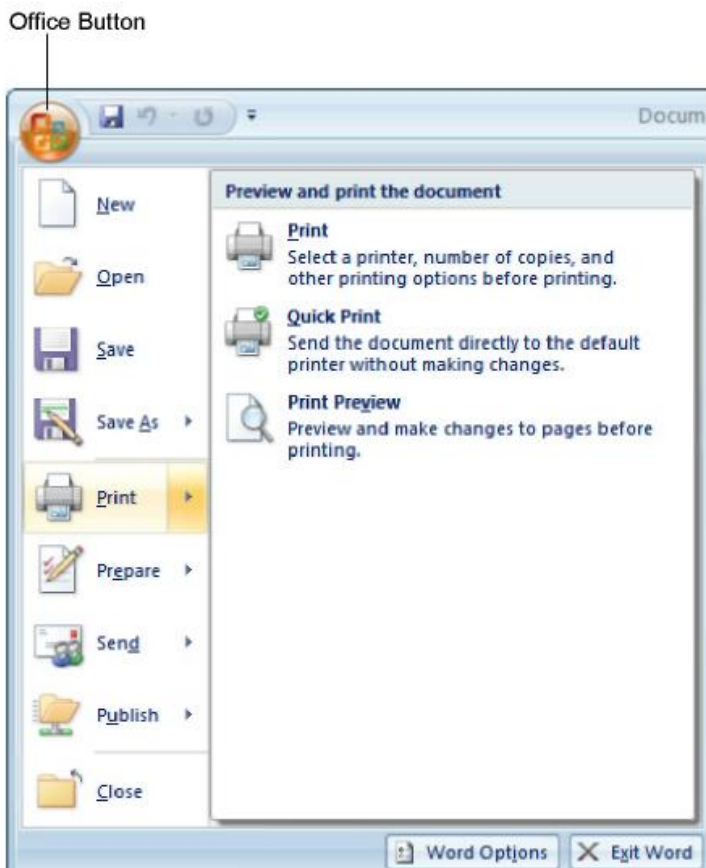 Office Button
Docum
New
Open
Save
Save As
Print
Prepare
Send
Publish
Close
Preview and print the document
Print
Select a printer, number of copies, and
other printing options before printing.
Quick Print
Send the document directly to the default
printer without making changes.
Print Preview
Preview and make changes to pages before
printing.
Word Options
Exit Word